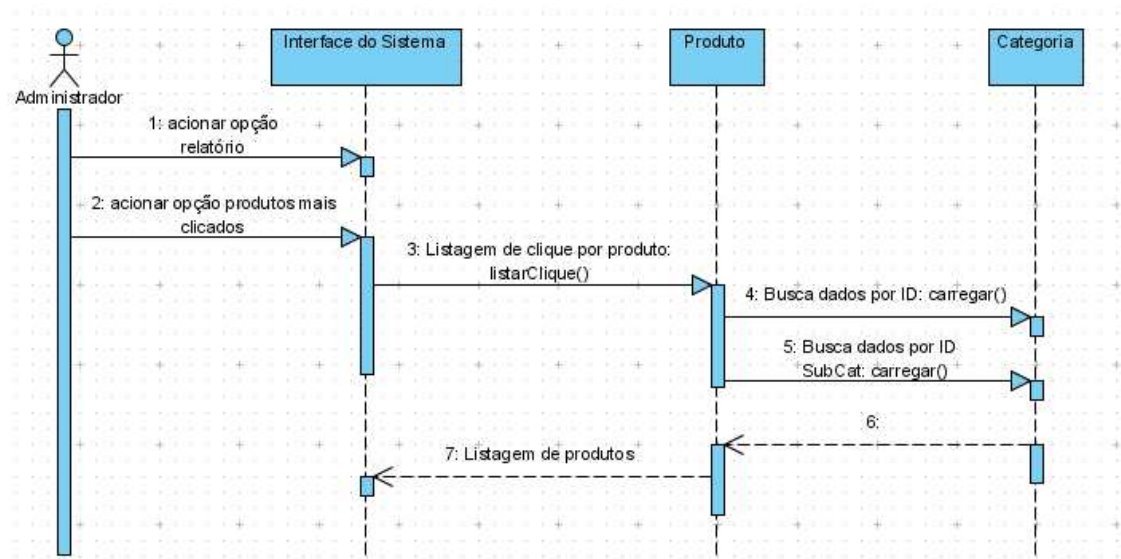 Interface do Sistema
Produto
Categoria
Administrador
1: acionar opção
relatório
2: acionar opção produtos mais
clicados
3: Listagem de clique por produto:
listarClique()
4: Busca dados por ID: carregar()
5: Busca dados por ID
SubCat: carregar()
6:
7: Listagem de produtos